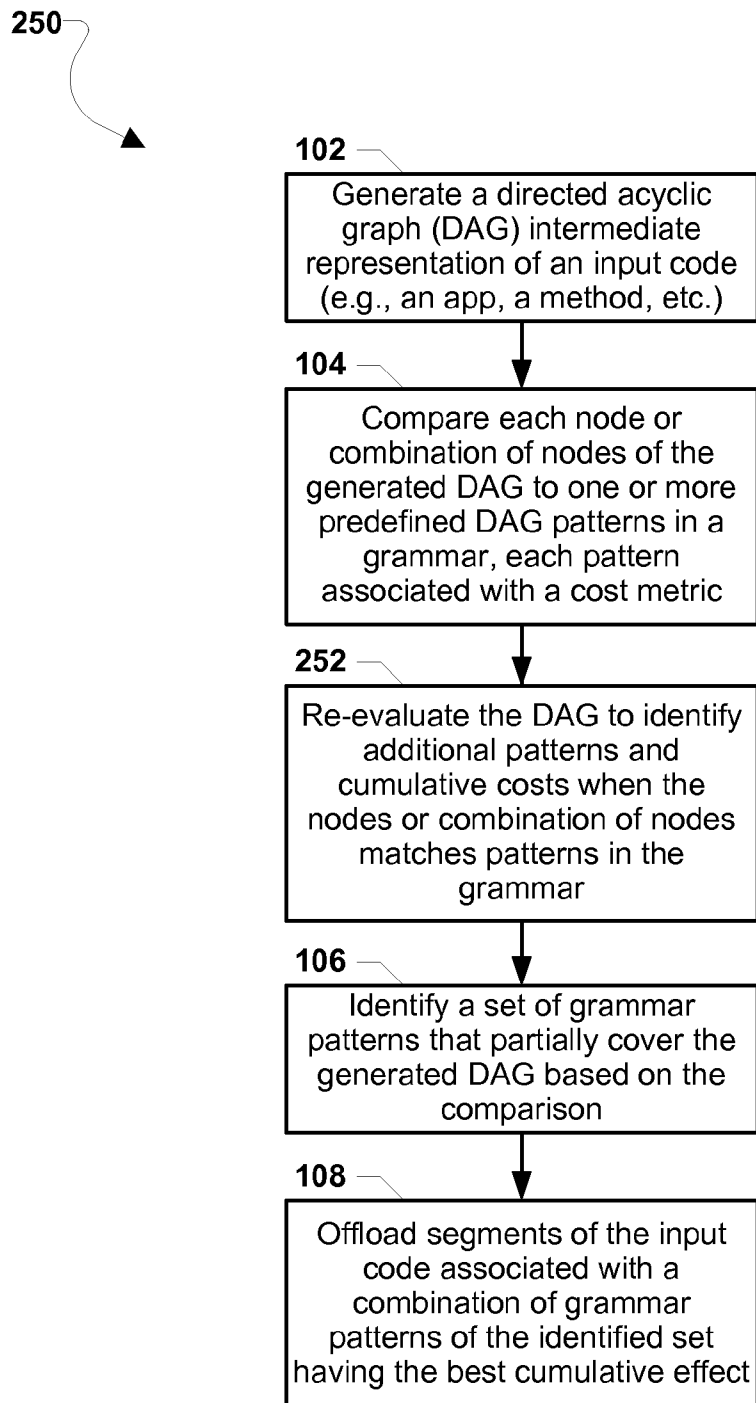 250
102
Generate a directed acyclic
graph (DAG) intermediate
representation of an input code
(e.g., an app, a method, etc.)
104
Compare each node or
combination of nodes of the
generated DAG to one or more
predefined DAG patterns in a
grammar, each pattern
associated with a cost metric
252
Re-evaluate the DAG to identify
additional patterns and
cumulative costs when the
nodes or combination of nodes
matches patterns in the
grammar
106
Identify a set of grammar
patterns that partially cover the
generated DAG based on the
comparison
108
Offload segments of the input
code associated with a
combination of grammar
patterns of the identified set
having the best cumulative effect